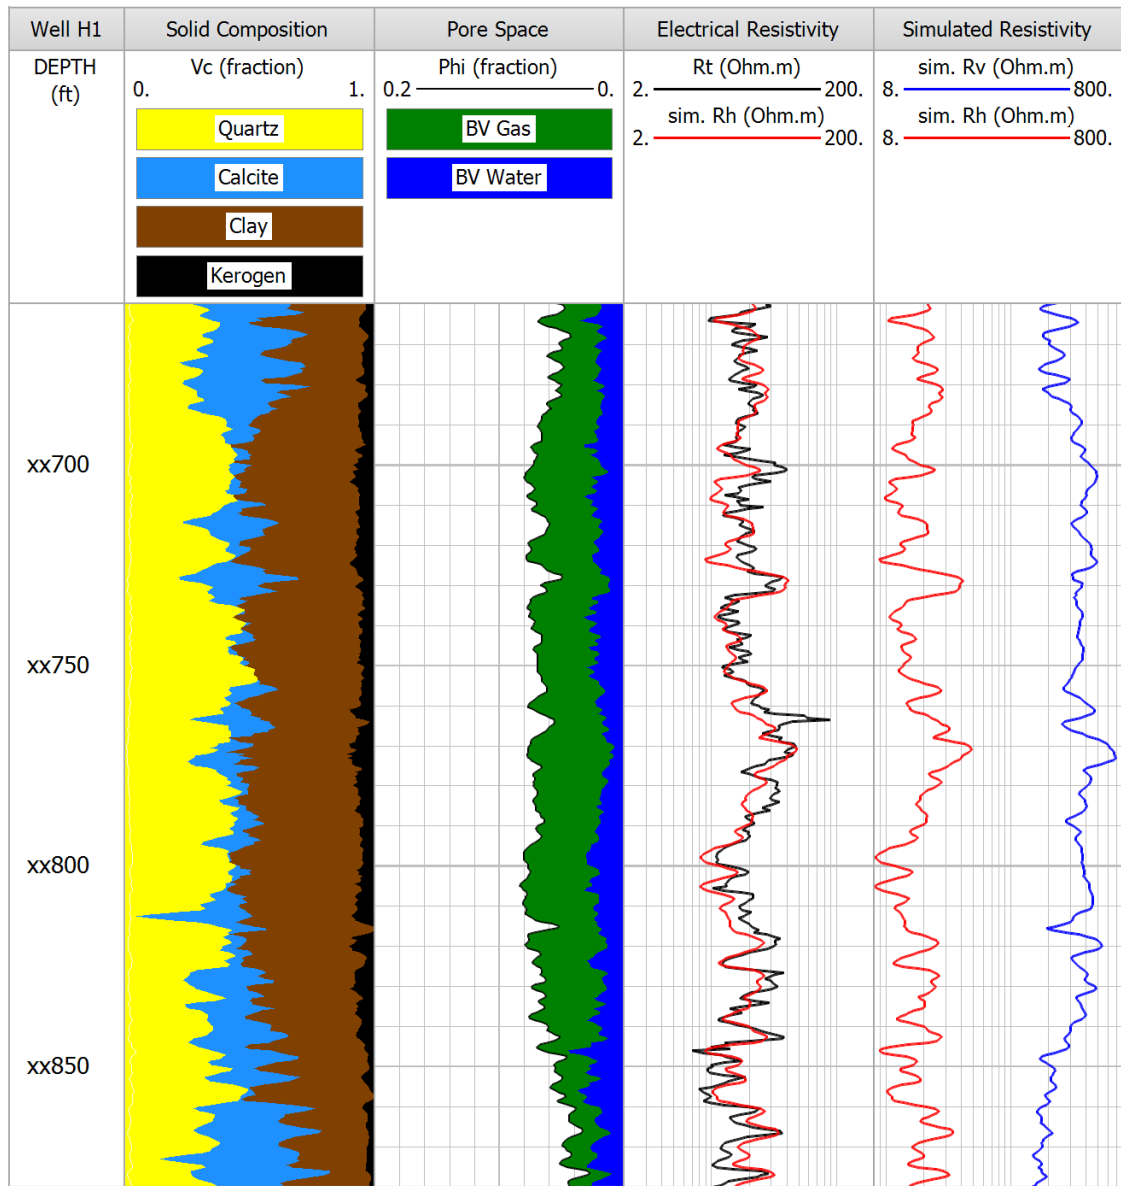 Well H1 Solid Composition Pore Space Electrical Resistivity Simulated Resistivity
DEPTH Vc (fraction) Phi (fraction) Rt (Ohm.m) sim. Rv (Ohm.m)
(ft) 0. 1. 0.2 0. 2. 200. 8. 800.
Quartz BV Gas sim. Rh (Ohm.m) sim. Rh (Ohm.m)
2. 200. 8. 800.
Calcite BV Water
Clay
Kerogen
xx700
xx750
xx800
xx850